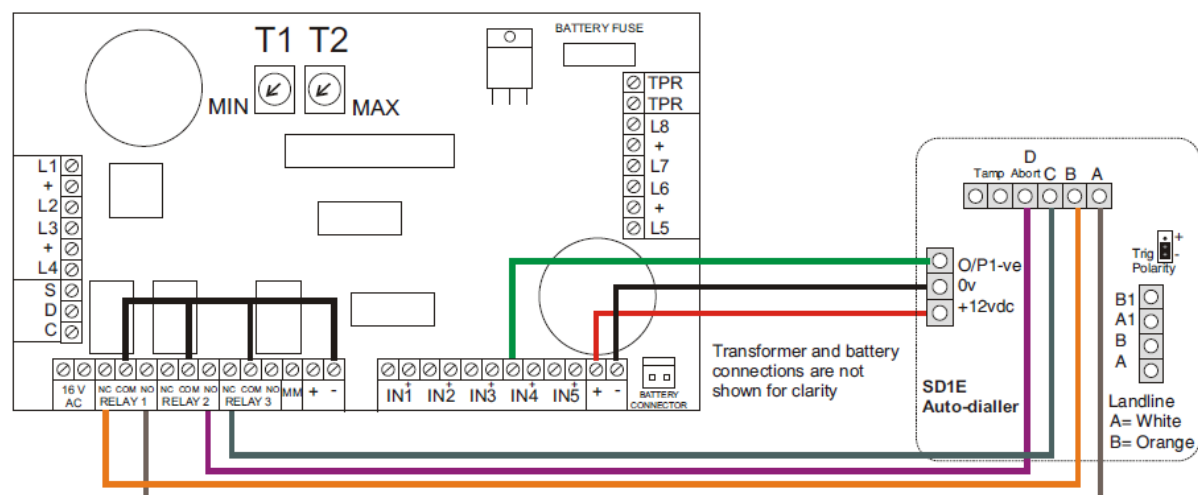 T1 T2
BATTERY FUSE
MIN
MAX
TPR
TPR
L8
+
L7
L6
+
L5
L1
+
L2
L3
+
L4
S
D
C
D
Tamp Abort C B A
Trig + -
Polarity
O/P1-ve
0v
+12vdc
B1
A1
B
A
Transformer and battery
connections are not
shown for clarity
SD1E
Auto-dialler
Landline
A= White
B= Orange
16 V
AC
NC COM NO
RELAY 1
NC COM NO
RELAY 2
NC COM NO
RELAY 3
MM + -
IN1 + IN2 + IN3 + IN4 + IN5 + + -
BATTERY
CONNECTOR